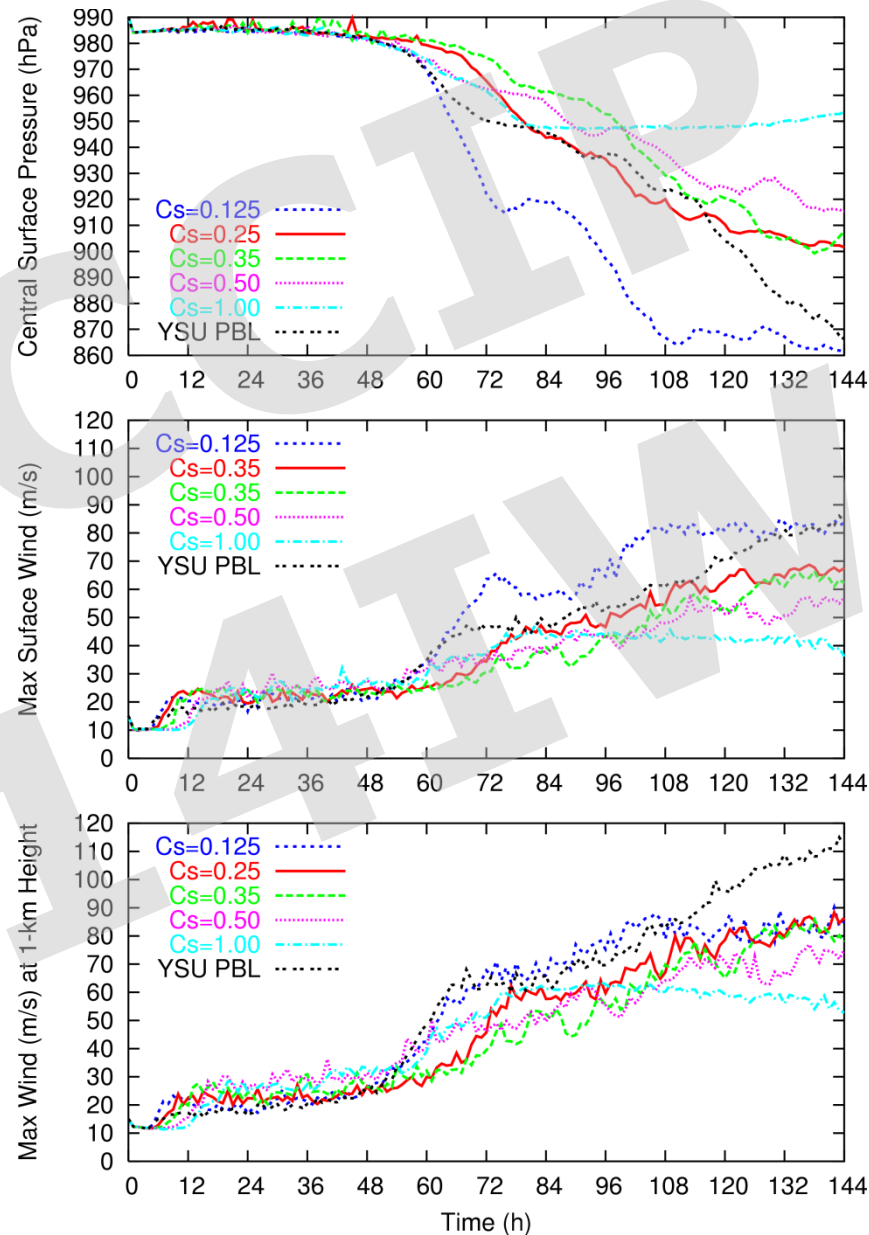 Central Surface Pressure (hPa)
990
980
970
960
950
940
930
920
910
900
890
880
870
860
Cs=0.125
Cs=0.25
Cs=0.35
Cs=0.50
Cs=1.00
YSU PBL
0 12 24 36 48 60 72 84 96 108 120 132 144
Max Suface Wind (m/s)
120
110
100
90
80
70
60
50
40
30
20
10
0
Cs=0.125
Cs=0.35
Cs=0.35
Cs=0.50
Cs=1.00
YSU PBL
0 12 24 36 48 60 72 84 96 108 120 132 144
Max Wind (m/s) at 1-km Height
120
110
100
90
80
70
60
50
40
30
20
10
0
Cs=0.125
Cs=0.25
Cs=0.35
Cs=0.50
Cs=1.00
YSU PBL
0 12 24 36 48 60 72 84 96 108 120 132 144
Time (h)
CCIP
14IW